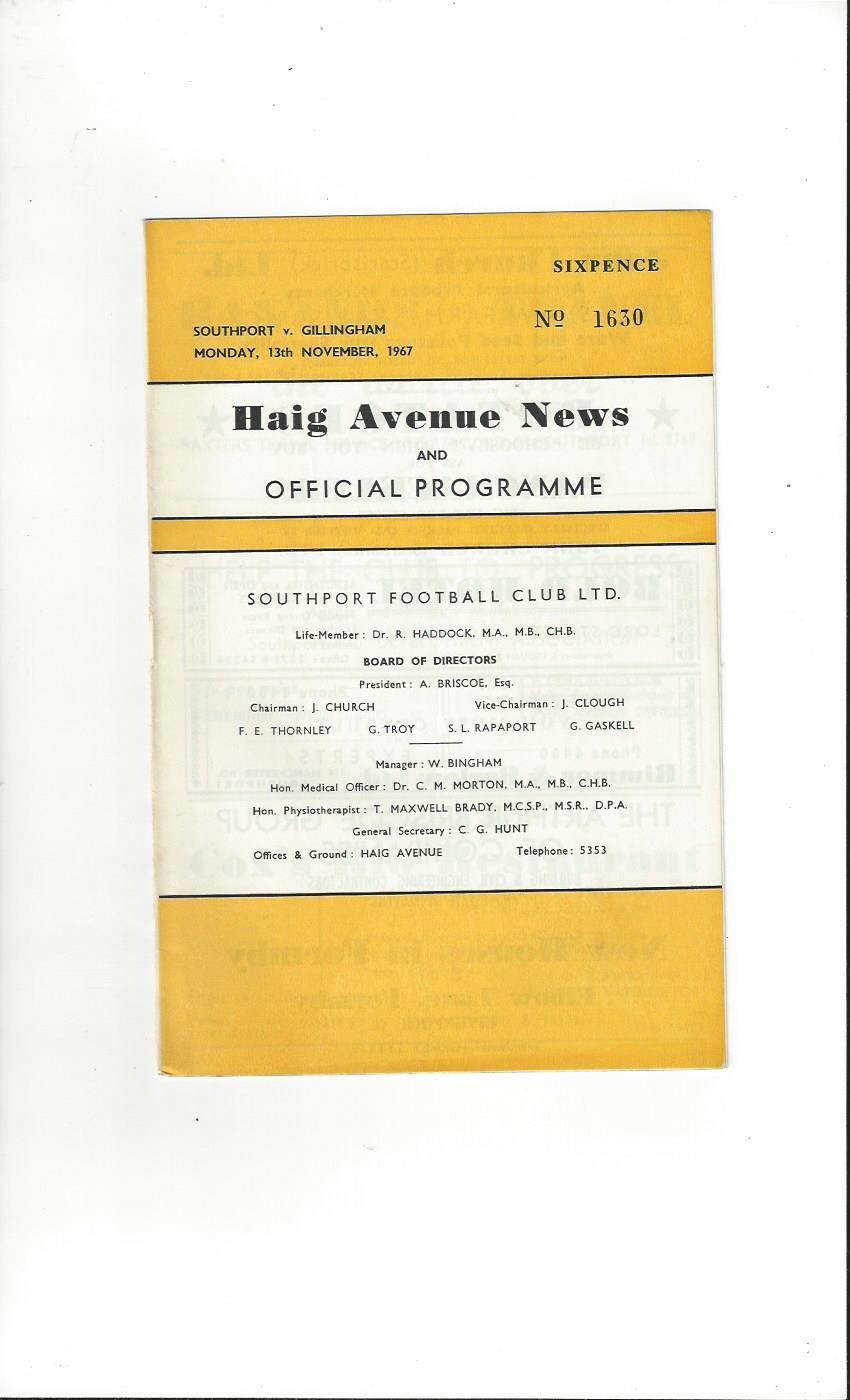 SIXPENCE
Nº 1630
SOUTHPORT v. GILLINGHAM
MONDAY, 13th NOVEMBER, 1967
Haig Avenue News
AND
OFFICIAL PROGRAMME
SOUTHPORT FOOTBALL CLUB LTD.
Life-Member : Dr. R. HADDOCK, M.A., M.B., CH.B.
BOARD OF DIRECTORS
President : A. BRISCOE, Esq.
Chairman : J. CHURCH Vice-Chairman : J. CLOUGH
F. E. THORNLEY G. TROY S. L. RAPAPORT G. GASKELL
Manager : W. BINGHAM
Hon. Medical Officer : Dr. C. M. MORTON, M.A., M.B., C.H.B.
Hon. Physiotherapist : T. MAXWELL BRADY, M.C.S.P., M.S.R., D.P.A.
General Secretary : C. G. HUNT
Offices & Ground : HAIG AVENUE Telephone : 5353